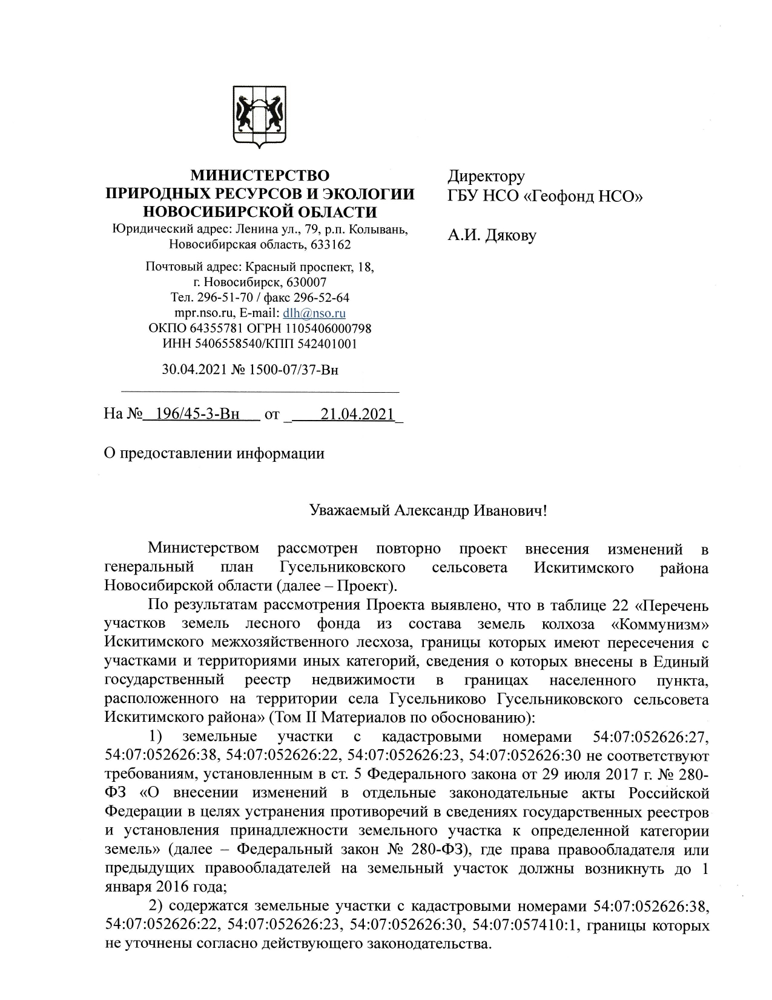 МИНИСТЕРСТВО
ПРИРОДНЫХ РЕСУРСОВ И ЭКОЛОГИИ
НОВОСИБИРСКОЙ ОБЛАСТИ
Юридический адрес: Ленина ул., 79, р.п. Колывань,
Новосибирская область, 633162
Почтовый адрес: Красный проспект, 18,
г. Новосибирск, 630007
Тел. 296-51-70 / факс 296-52-64
mpr.nso.ru, E-mail: dlh@nso.ru
ОКПО 64355781 ОГРН 1105406000798
ИНН 5406558540/КПП 542401001
30.04.2021 № 1500-07/37-Вн
На № 196/45-3-Вн от 21.04.2021
Директору
ГБУ НСО «Геофонд НСО»
А.И. Дякову
О предоставлении информации
Уважаемый Александр Иванович!
Министерством рассмотрен повторно проект внесения изменений в
генеральный план Гусельниковского сельсовета Искитимского района
Новосибирской области (далее – Проект).
По результатам рассмотрения Проекта выявлено, что в таблице 22 «Перечень
участков земель лесного фонда из состава земель колхоза «Коммунизм»
Искитимского межхозяйственного лесхоза, границы которых имеют пересечения с
участками и территориями иных категорий, сведения о которых внесены в Единый
государственный реестр недвижимости в границах населенного пункта,
расположенного на территории села Гусельниково Гусельниковского сельсовета
Искитимского района» (Том II Материалов по обоснованию):
1) земельные участки с кадастровыми номерами 54:07:052626:27,
54:07:052626:38, 54:07:052626:22, 54:07:052626:23, 54:07:052626:30 не соответствуют
требованиям, установленным в ст. 5 Федерального закона от 29 июля 2017 г. № 280-
ФЗ «О внесении изменений в отдельные законодательные акты Российской
Федерации в целях устранения противоречий в сведениях государственных реестров
и установления принадлежности земельного участка к определенной категории
земель» (далее – Федеральный закон № 280-ФЗ), где права правообладателя или
предыдущих правообладателей на земельный участок должны возникнуть до 1
января 2016 года;
2) содержатся земельные участки с кадастровыми номерами 54:07:052626:38,
54:07:052626:22, 54:07:052626:23, 54:07:052626:30, 54:07:057410:1, границы которых
не уточнены согласно действующего законодательства.